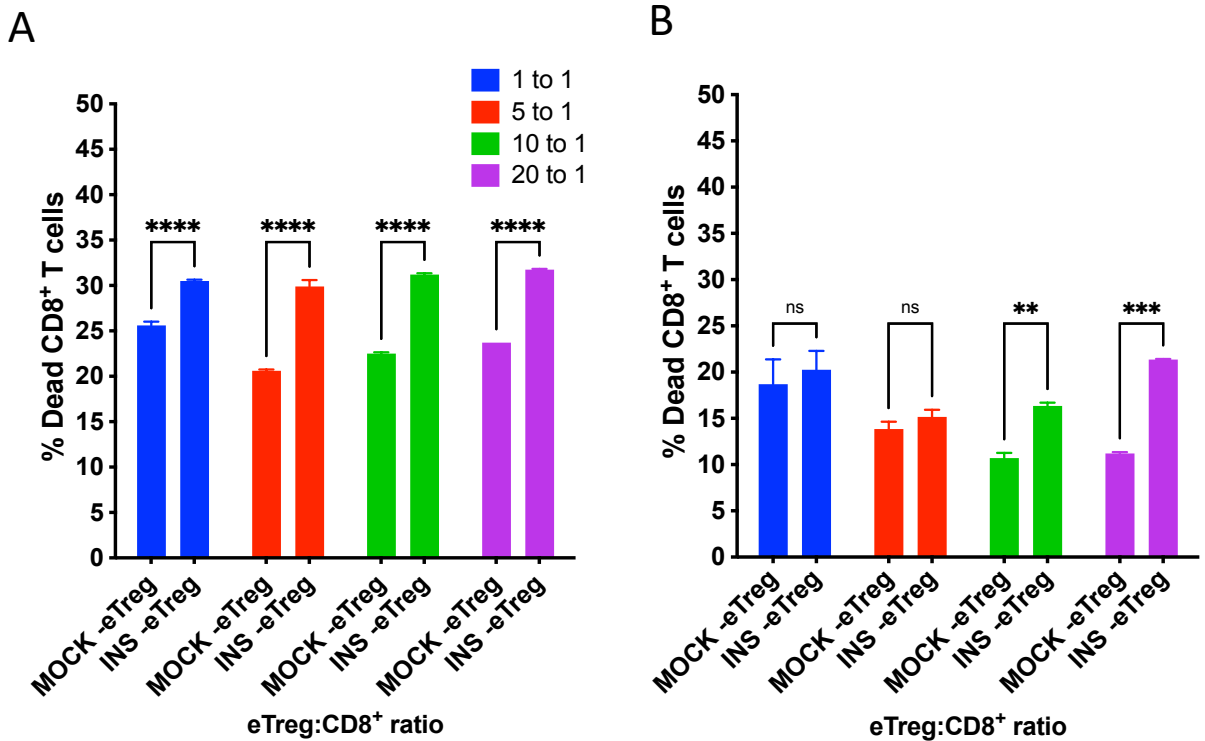 A
B
1 to 1
5 to 1
10 to 1
20 to 1
% Dead CD8+ T cells
50
45
40
35
30
25
20
15
10
5
0
****
****
****
****
MOCK -eTreg
INS -eTreg
MOCK -eTreg
INS -eTreg
MOCK -eTreg
INS -eTreg
MOCK -eTreg
INS -eTreg
eTreg:CD8+ ratio
% Dead CD8+ T cells
50
45
40
35
30
25
20
15
10
5
0
ns
ns
**
***
MOCK -eTreg
INS -eTreg
MOCK -eTreg
INS -eTreg
MOCK -eTreg
INS -eTreg
MOCK -eTreg
INS -eTreg
eTreg:CD8+ ratio